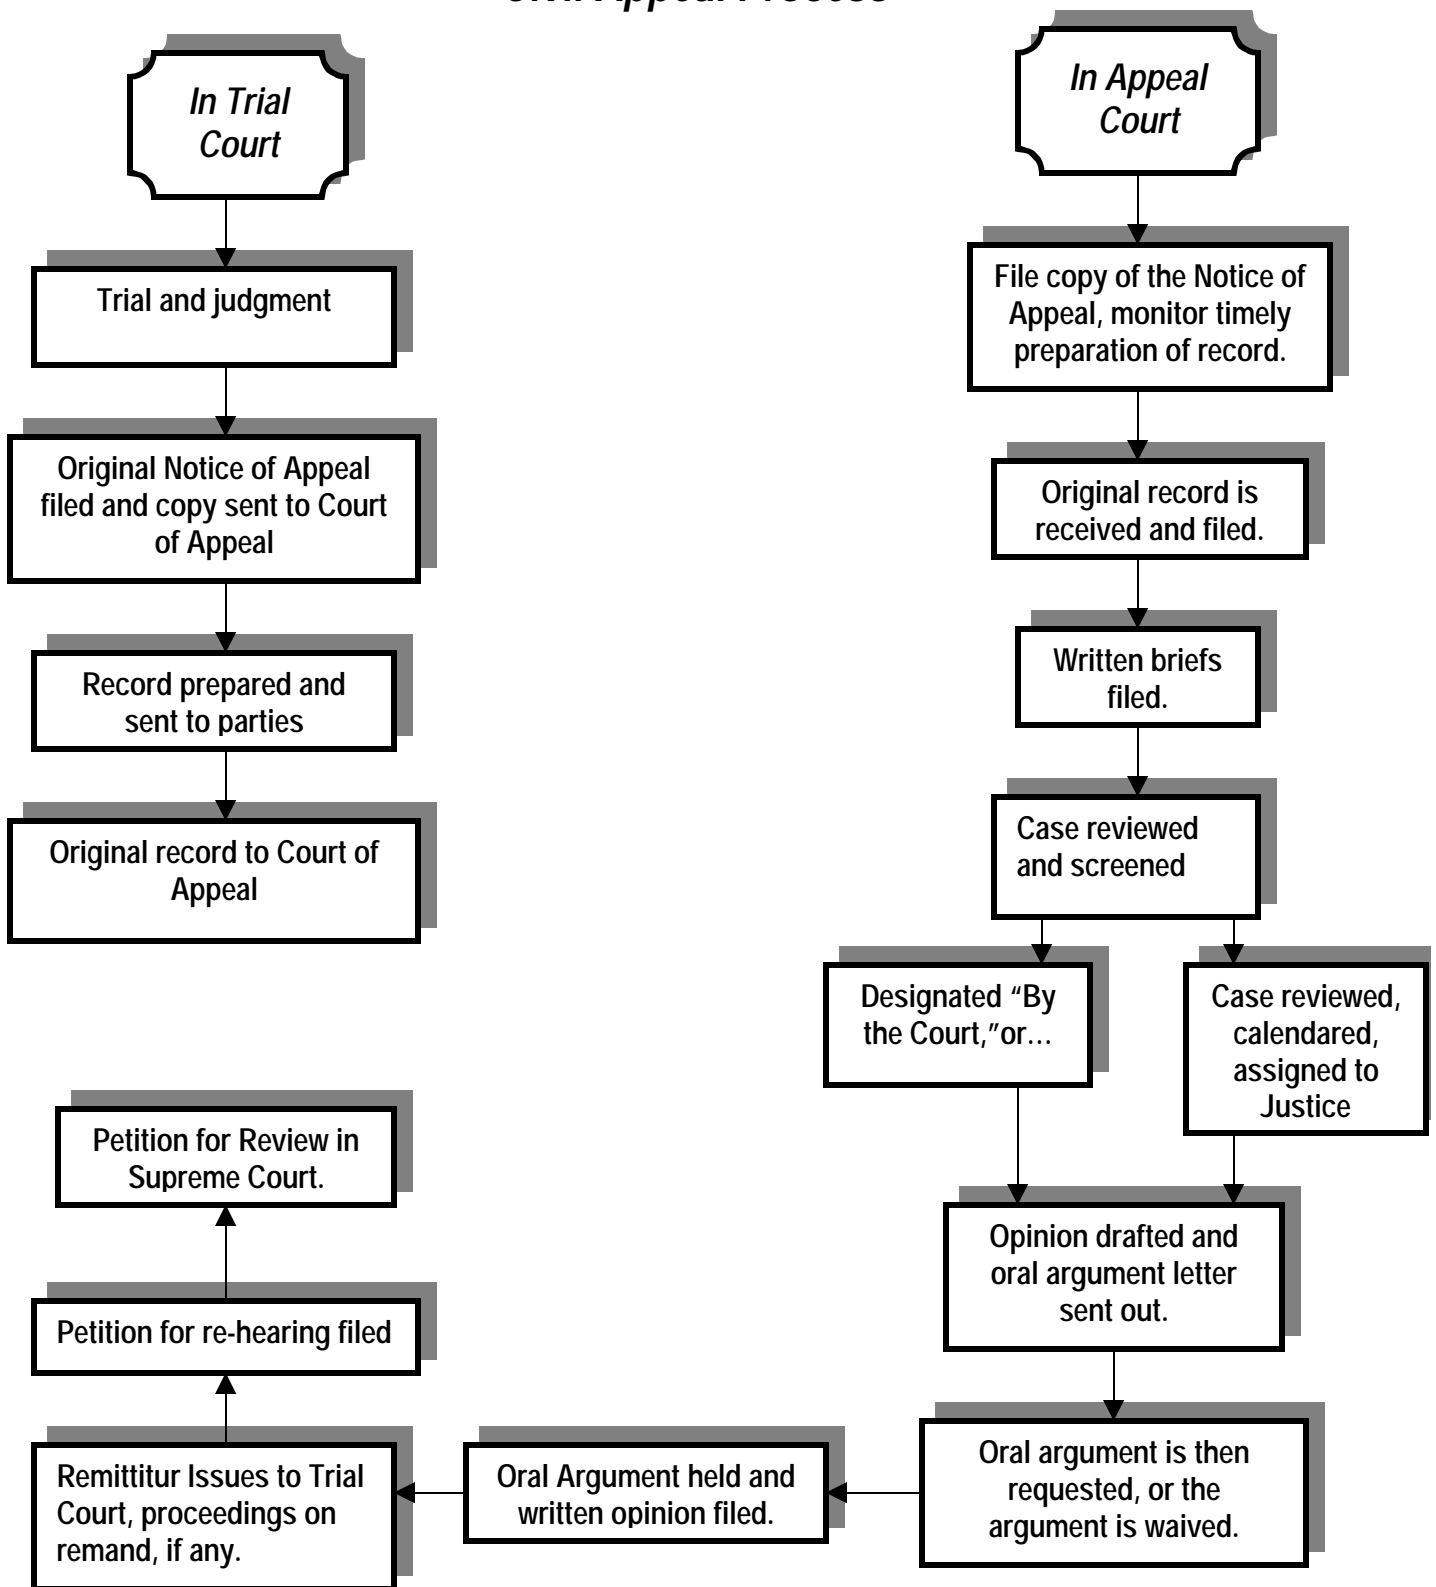 In Trial
Court
Trial and judgment
Original Notice of Appeal
filed and copy sent to Court
of Appeal
Record prepared and
sent to parties
Original record to Court of
Appeal
In Appeal
Court
File copy of the Notice of
Appeal, monitor timely
preparation of record.
Original record is
received and filed.
Written briefs
filed.
Case reviewed
and screened
Designated “By
the Court,”or…
Case reviewed,
calendared,
assigned to
Justice
Opinion drafted and
oral argument letter
sent out.
Oral argument is then
requested, or the
argument is waived.
Oral Argument held and
written opinion filed.
Remittitur Issues to Trial
Court, proceedings on
remand, if any.
Petition for re-hearing filed
Petition for Review in
Supreme Court.